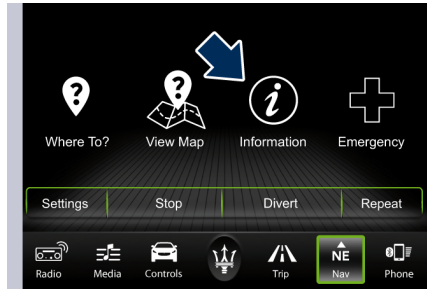 Where To? View Map Information Emergency
Settings Stop Divert Repeat
NE
Radio Media Controls Trip Nav Phone